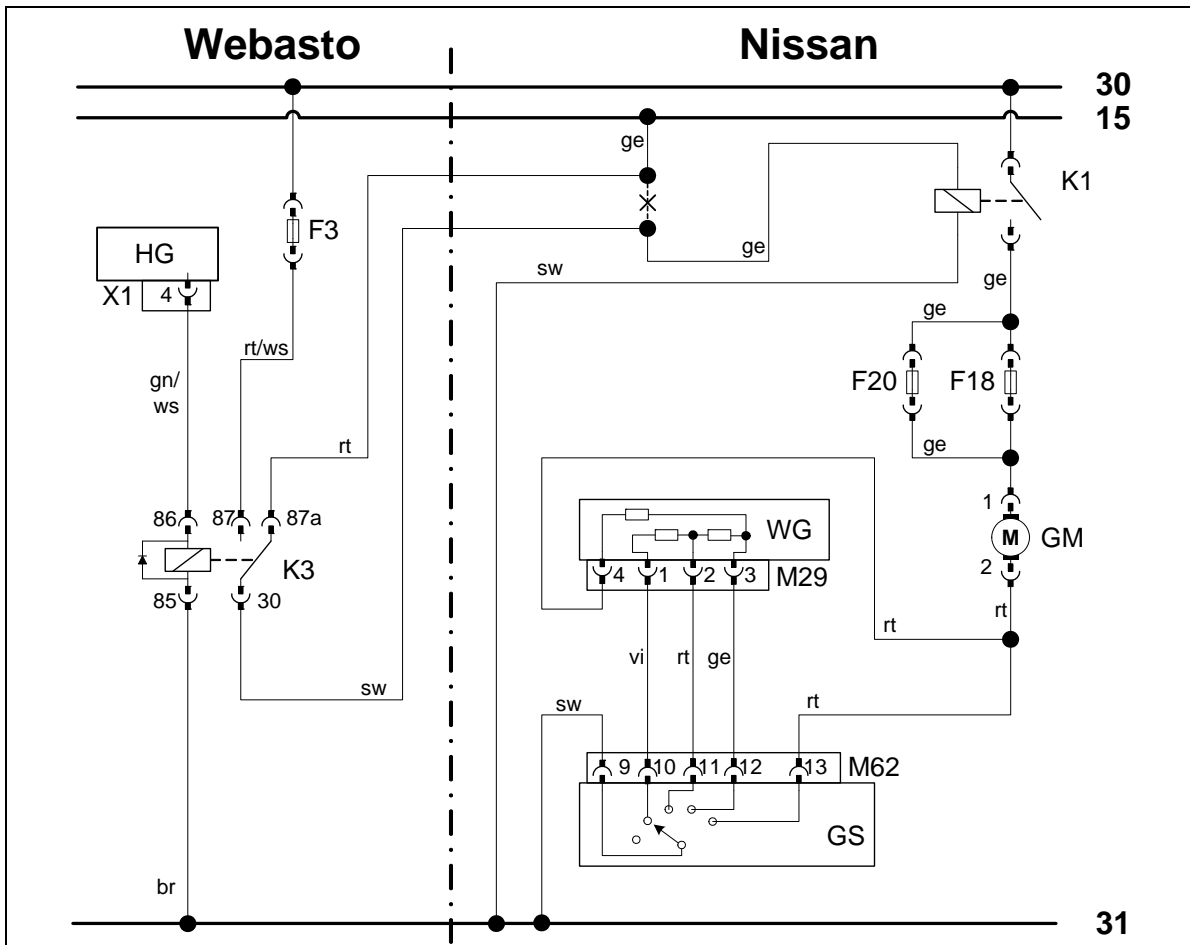 Webasto
Nissan
30
15
ge
K1
F3
HG
ge
X1
4
sw
ge
ge
rt/ws
gn/
ws
F20
F18
rt
ge
1
86
87
87a
WG
M
GM
K3
4
1
2
3
M29
2
85
30
rt
rt
vi
rt
ge
sw
sw
rt
9
10
11
12
13
M62
GS
br
31